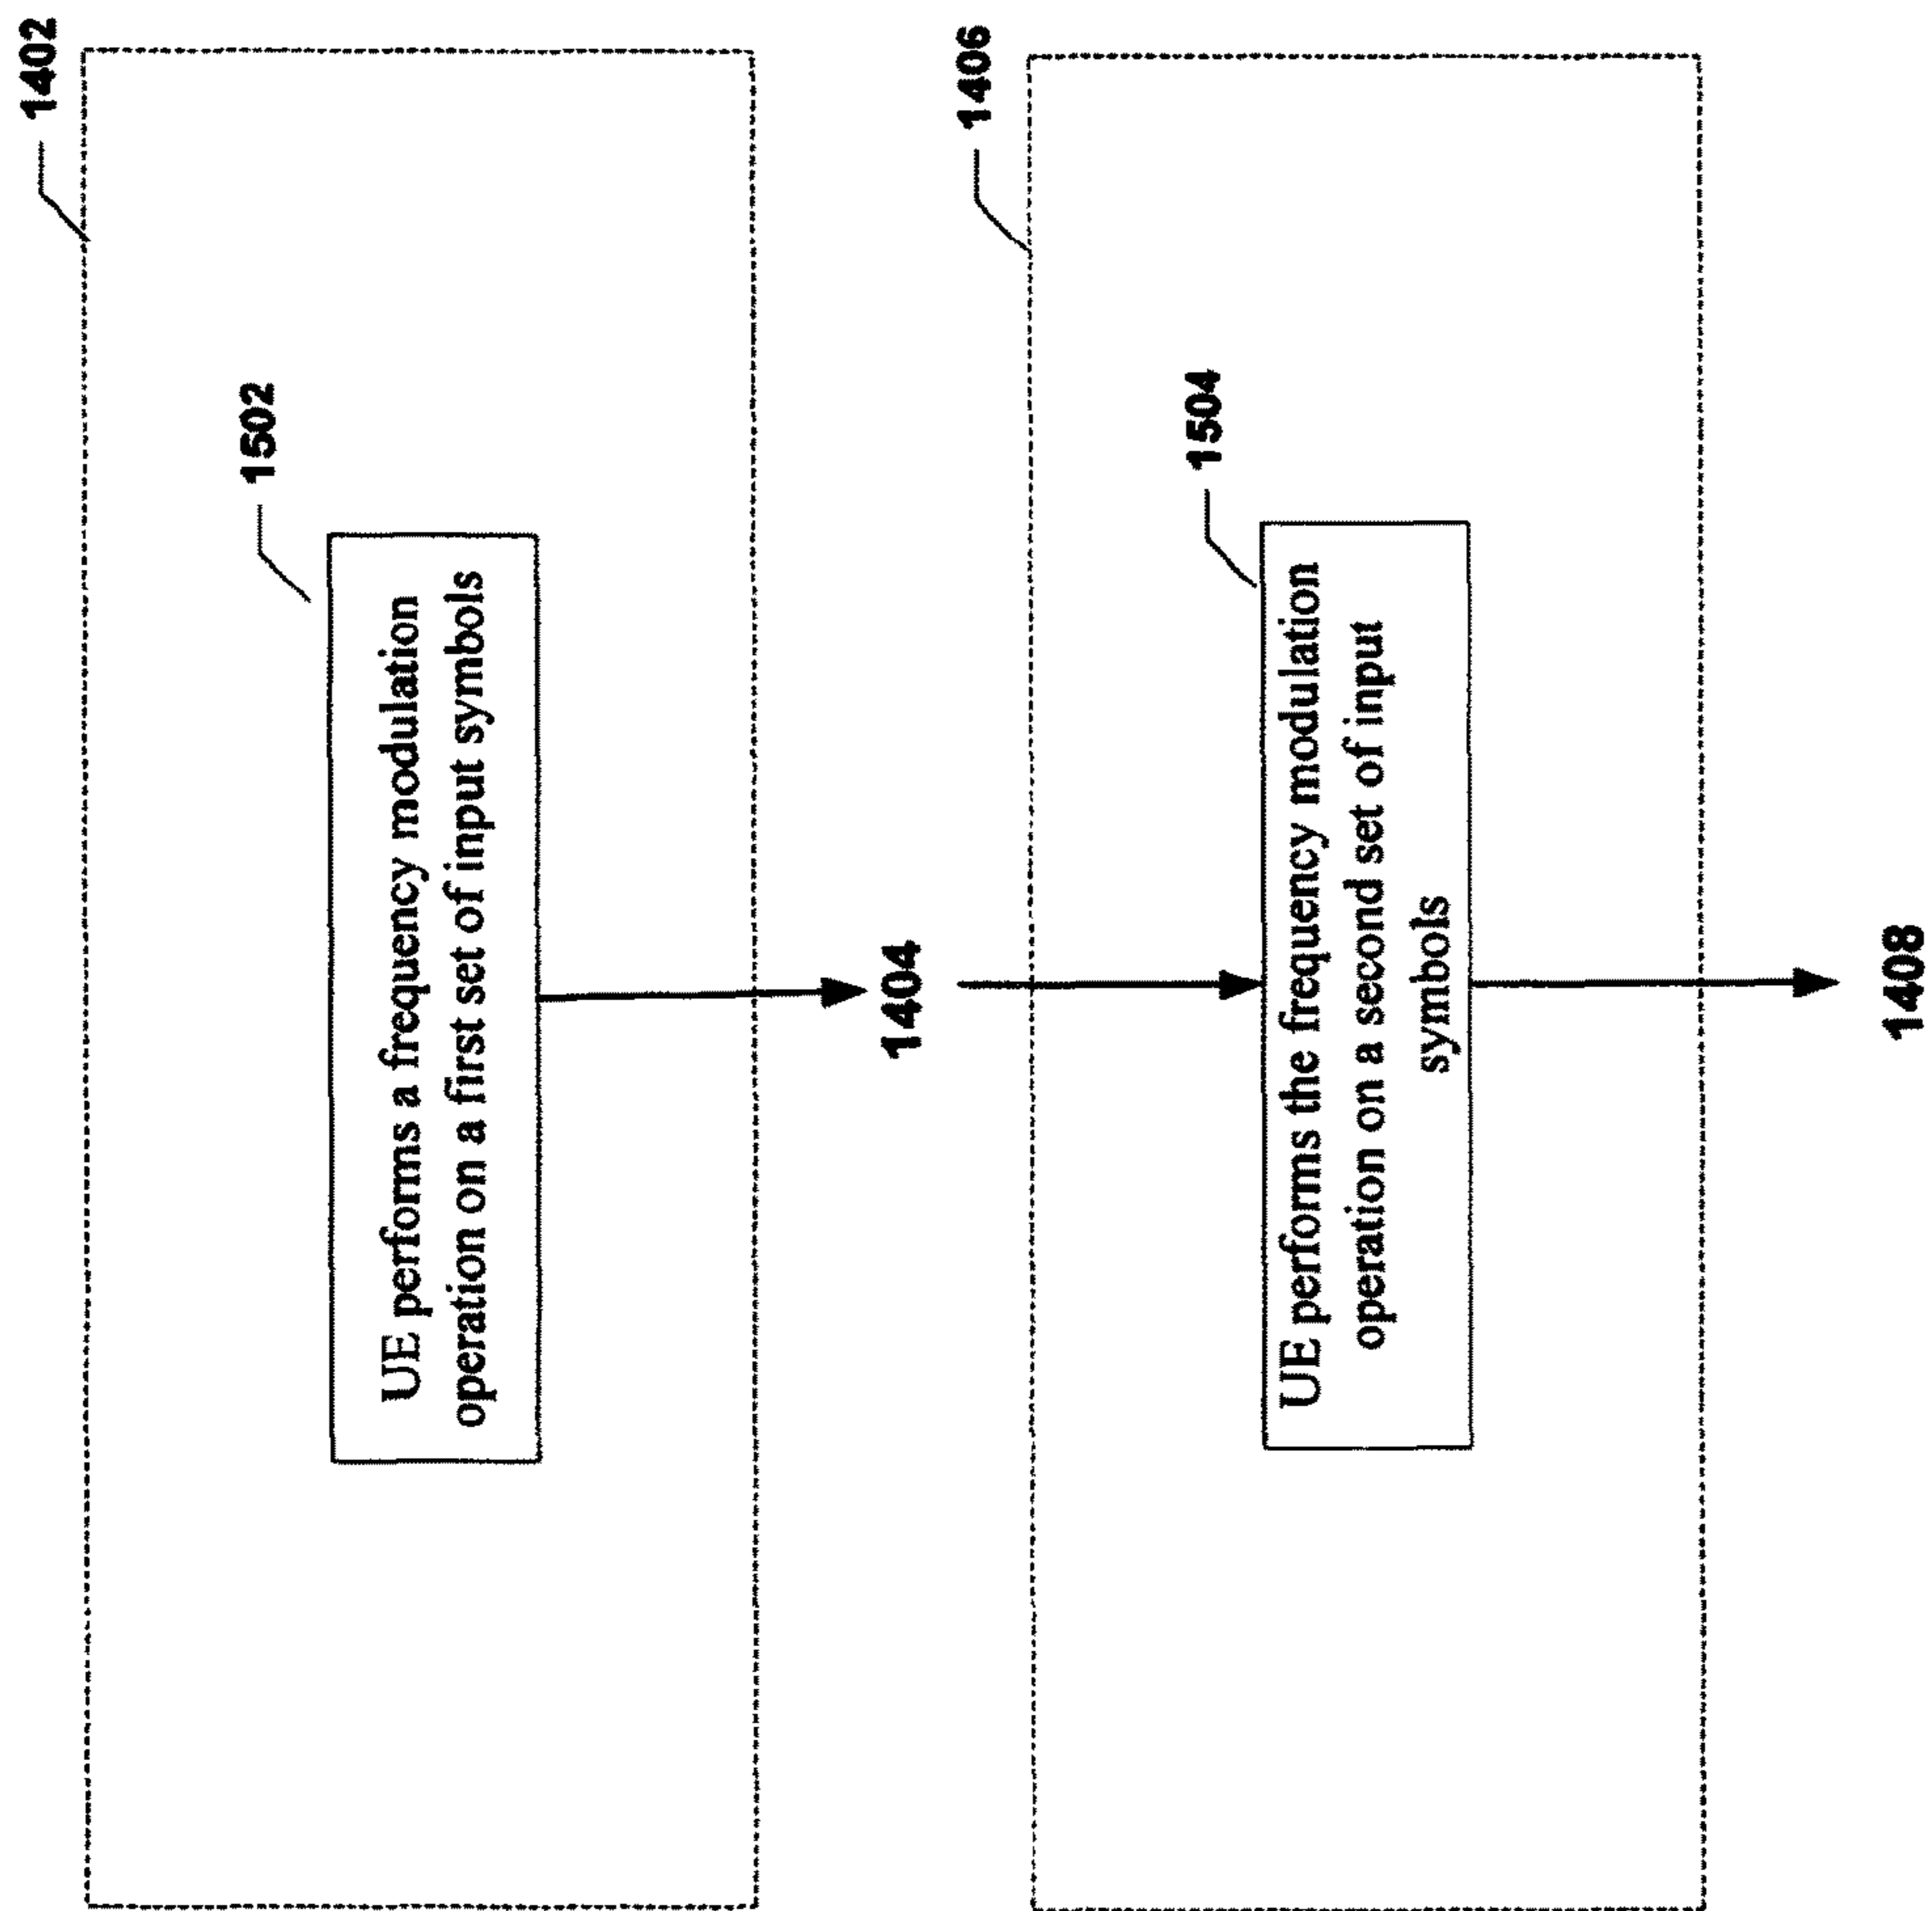 1402
1502
UE performs a frequency modulation
operation on a first set of input symbols
1404
1406
1504
UE performs the frequency modulation
operation on a second set of input
symbols
1408